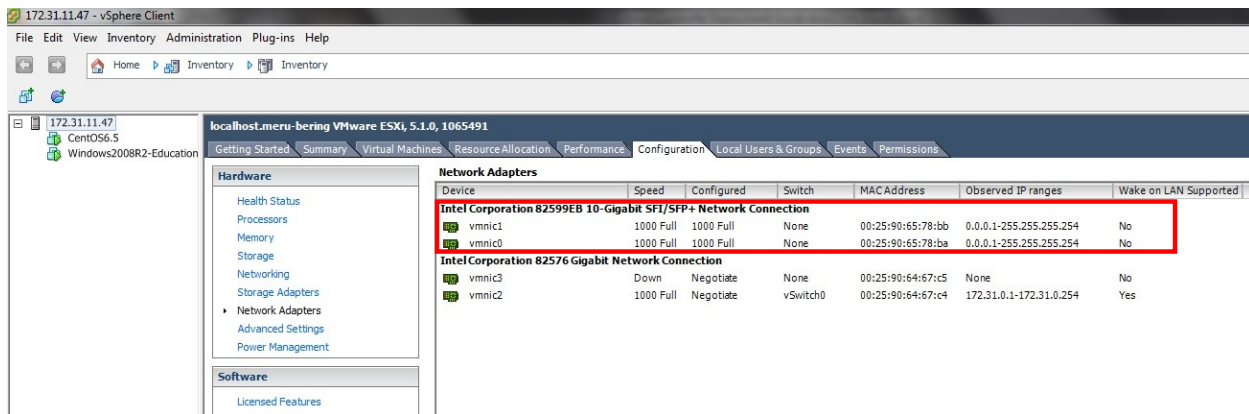 172.31.11.47 - vSphere Client
File Edit View Inventory Administration Plug-ins Help
Home Inventory Inventory
172.31.11.47
CentOS6.5
Windows2008R2-Education
localhost.meru-bering VMware ESXi, 5.1.0, 1065491
Getting Started Summary Virtual Machines Resource Allocation Performance Configuration Local Users & Groups Events Permissions
Hardware
Health Status
Processors
Memory
Storage
Networking
Storage Adapters
Network Adapters
Advanced Settings
Power Management
Software
Licensed Features
Network Adapters
Device Speed Configured Switch MAC Address Observed IP ranges Wake on LAN Supported
Intel Corporation 82599EB 10-Gigabit SFI/SFP+ Network Connection
vmnic1 1000 Full 1000 Full None 00:25:90:65:78:bb 0.0.0.1-255.255.255.254 No
vmnic0 1000 Full 1000 Full None 00:25:90:65:78:ba 0.0.0.1-255.255.255.254 No
Intel Corporation 82576 Gigabit Network Connection
vmnic3 Down Negotiate None 00:25:90:64:67:c5 None No
vmnic2 1000 Full Negotiate vSwitch0 00:25:90:64:67:c4 172.31.0.1-172.31.0.254 Yes